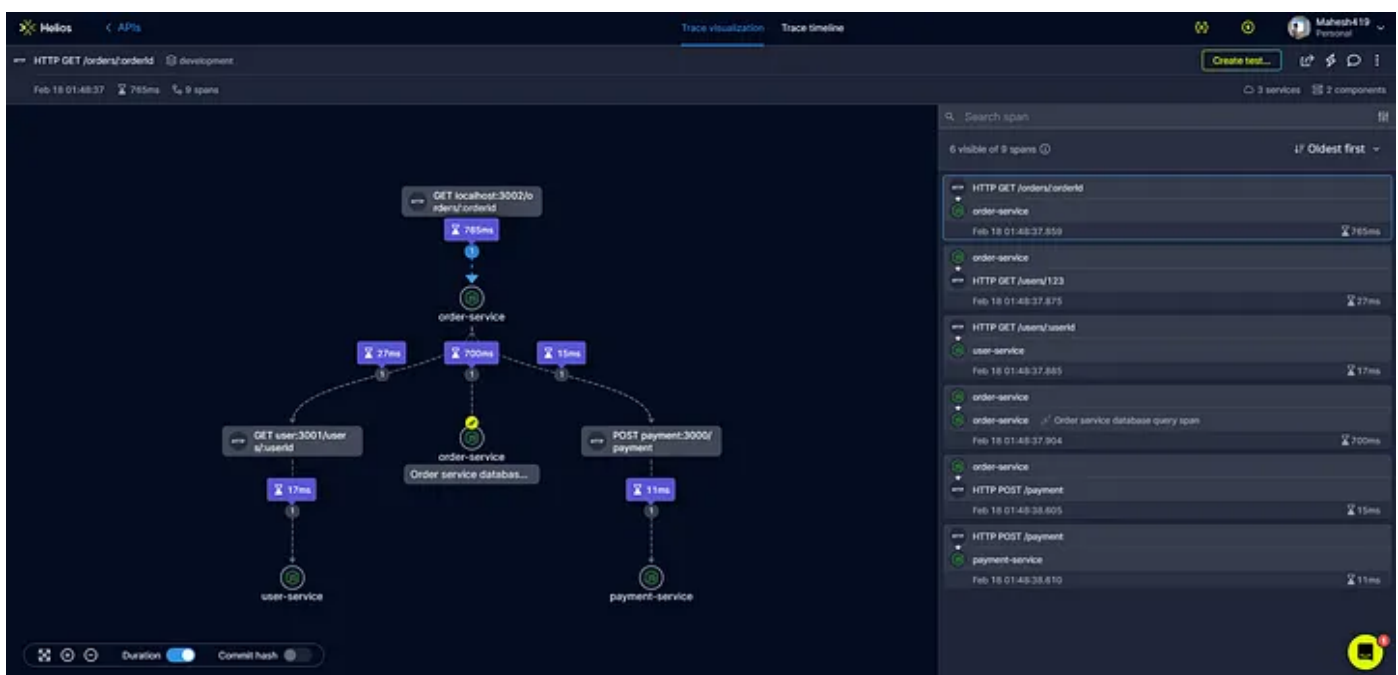 Helios
APIs
Trace visualization
Trace timeline
Mahesh419
Personal
HTTP GET /orders/:orderId
development
Create test...
Feb 18 01:48:37
765ms
9 spans
3 services
2 components
GET localhost:3002/o
rders/:orderId
765ms
1
order-service
27ms
700ms
15ms
1
1
1
GET user:3001/user
s/:userId
order-service
Order service databas...
POST payment:3000/
payment
17ms
11ms
1
1
user-service
payment-service
Duration
Commit hash
Search span
6 visible of 9 spans
Oldest first
HTTP GET /orders/:orderId
order-service
Feb 18 01:48:37.859
765ms
order-service
HTTP GET /users/123
Feb 18 01:48:37.875
27ms
HTTP GET /users/:userId
user-service
Feb 18 01:48:37.885
17ms
order-service
order-service Order service database query span
Feb 18 01:48:37.904
700ms
order-service
HTTP POST /payment
Feb 18 01:48:38.605
15ms
HTTP POST /payment
payment-service
Feb 18 01:48:38.610
11ms